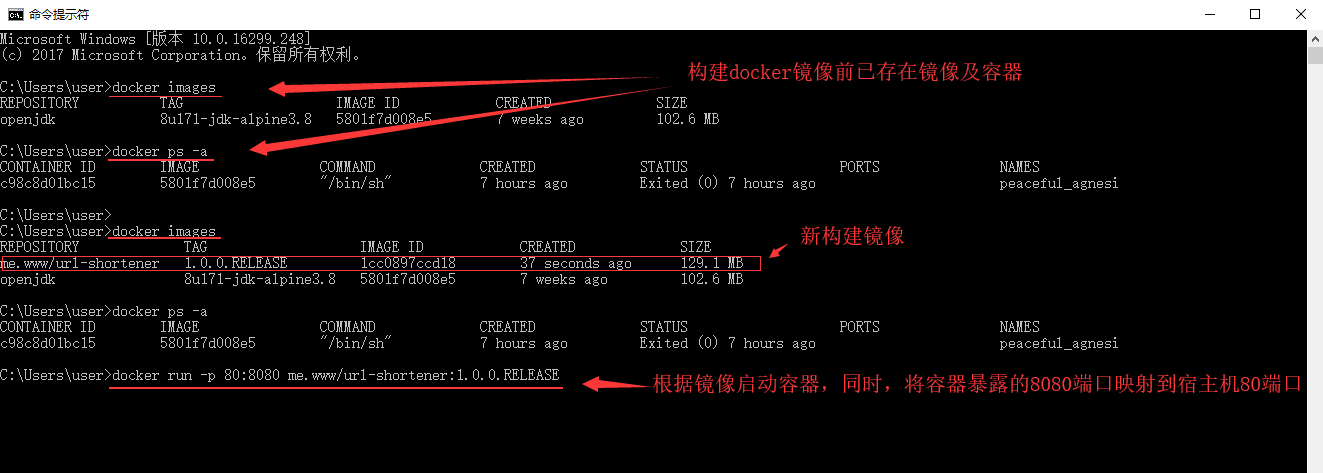 命令提示符
Microsoft Windows [版本 10.0.16299.248]
(c) 2017 Microsoft Corporation。保留所有权利。
构建docker镜像前已存在镜像及容器
C:\Users\user>docker images
REPOSITORY TAG IMAGE ID CREATED SIZE
openjdk 8u171-jdk-alpine3.8 5801f7d008e5 7 weeks ago 102.6 MB
C:\Users\user>docker ps -a
CONTAINER ID IMAGE COMMAND CREATED STATUS PORTS NAMES
c98c8d01bc15 5801f7d008e5 "/bin/sh" 7 hours ago Exited (0) 7 hours ago peaceful_agnesi
C:\Users\user>
C:\Users\user>docker images
新构建镜像
REPOSITORY TAG IMAGE ID CREATED SIZE
me.www/url-shortener 1.0.0.RELEASE 1cc0897ccd18 37 seconds ago 129.1 MB
openjdk 8u171-jdk-alpine3.8 5801f7d008e5 7 weeks ago 102.6 MB
C:\Users\user>docker ps -a
CONTAINER ID IMAGE COMMAND CREATED STATUS PORTS NAMES
c98c8d01bc15 5801f7d008e5 "/bin/sh" 7 hours ago Exited (0) 7 hours ago peaceful_agnesi
C:\Users\user>docker run -p 80:8080 me.www/url-shortener:1.0.0.RELEASE
根据镜像启动容器，同时，将容器暴露的8080端口映射到宿主机80端口